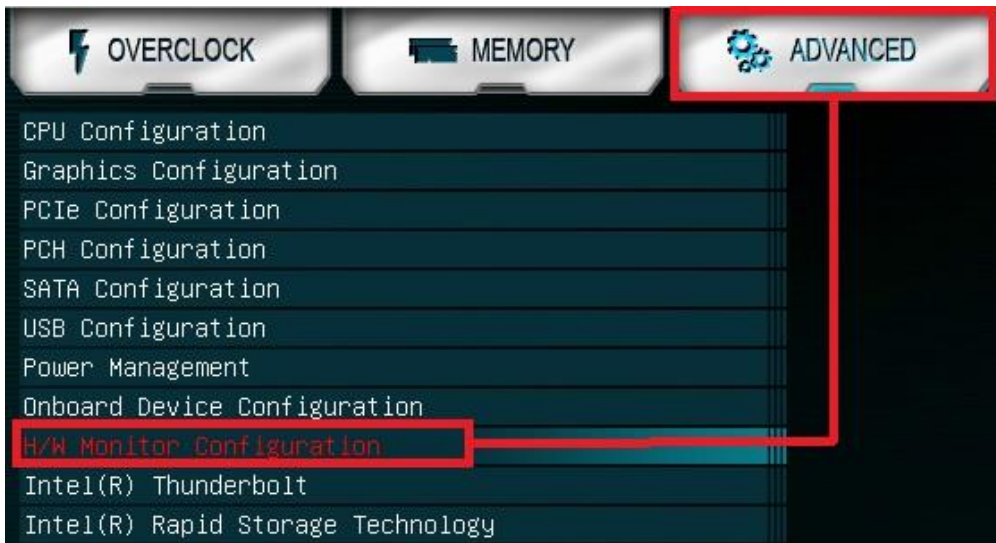 OVERCLOCK MEMORY ADVANCED
CPU Configuration
Graphics Configuration
PCIe Configuration
PCH Configuration
SATA Configuration
USB Configuration
Power Management
Onboard Device Configuration
H/W Monitor Configuration
Intel(R) Thunderbolt
Intel(R) Rapid Storage Technology